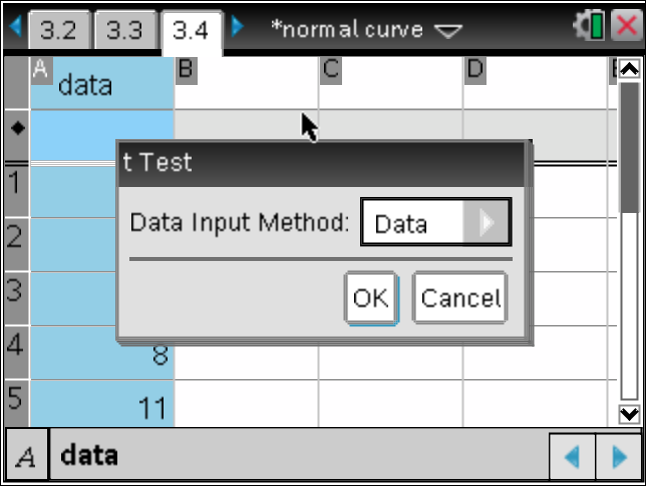 3.2 3.3 3.4 *normal curve
A data B C D
t Test
1
Data Input Method: Data
2
3
OK Cancel
4 8
5 11
A data